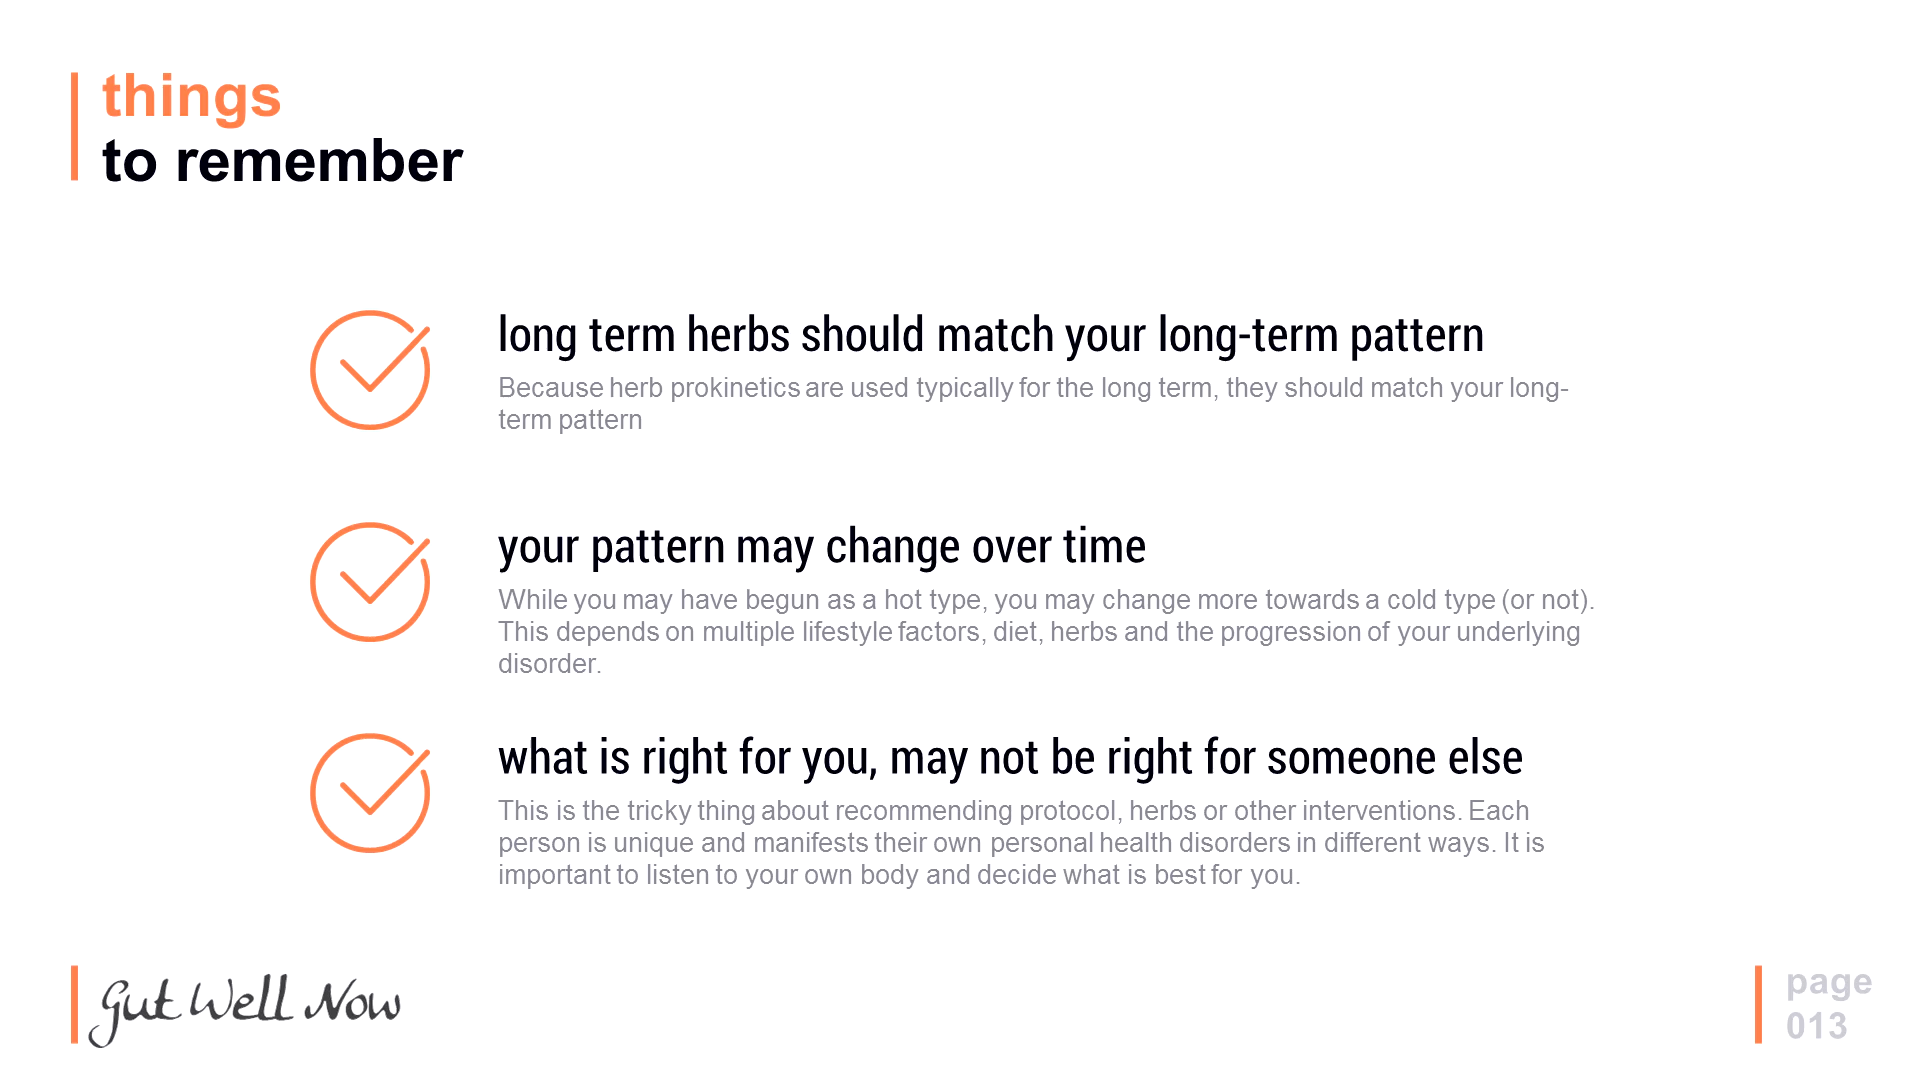 things
to remember
long term herbs should match your long-term pattern
Because herb prokinetics are used typically for the long term, they should match your long-
term pattern
your pattern may change over time
While you may have begun as a hot type, you may change more towards a cold type (or not).
This depends on multiple lifestyle factors, diet, herbs and the progression of your underlying
disorder.
what is right for you, may not be right for someone else
This is the tricky thing about recommending protocol, herbs or other interventions. Each
person is unique and manifests their own personal health disorders in different ways. It is
important to listen to your own body and decide what is best for you.
Gut Well Now
page
013